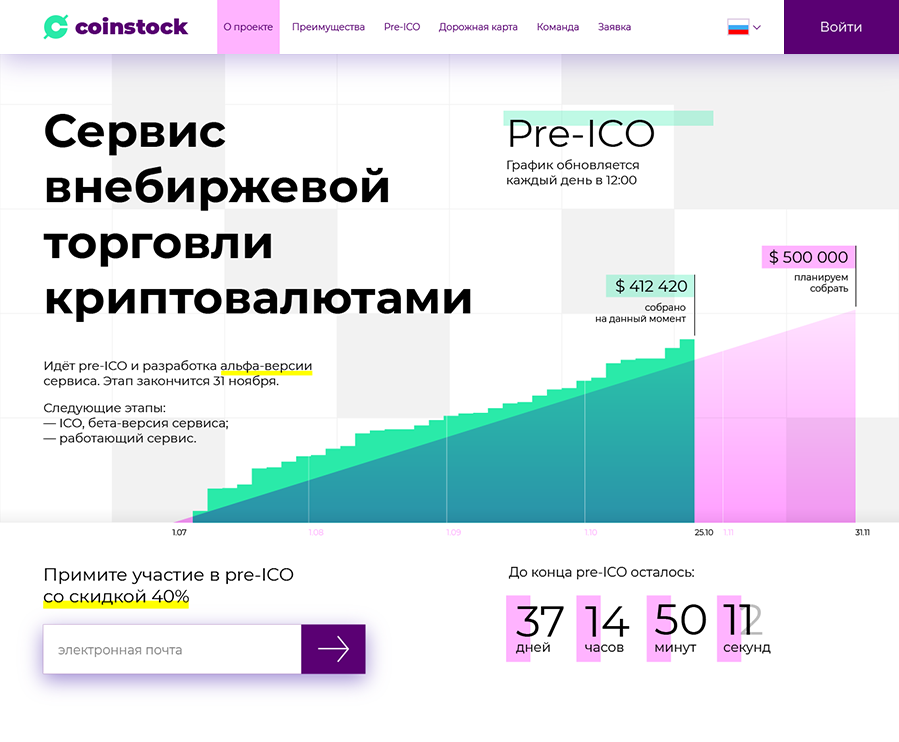 coinstock
О проекте
Преимущества
Pre-ICO
Дорожная карта
Команда
Заявка
Войти
Сервис
внебиржевой
торговли
криптовалютами
Идёт pre-ICO и разработка альфа-версии
сервиса. Этап закончится 31 ноября.
Следующие этапы:
— ICO, бета-версия сервиса;
— работающий сервис.
Pre-ICO
График обновляется
каждый день в 12:00
$ 500 000
планируем
собрать
$ 412 420
собрано
на данный момент
1.07
1.08
1.09
1.10
25.10
1.11
31.11
Примите участие в pre-ICO
со скидкой 40%
электронная почта
До конца pre-ICO осталось:
37 14 50 11
дней часов минут секунд